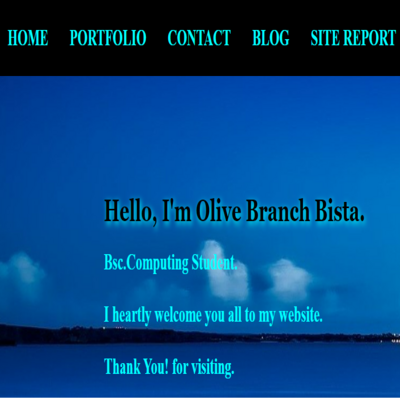 HOME PORTFOLIO CONTACT BLOG SITE REPORT
Hello, I'm Olive Branch Bista.
Bsc.Computing Student.
I heartly welcome you all to my website.
Thank You! for visiting.